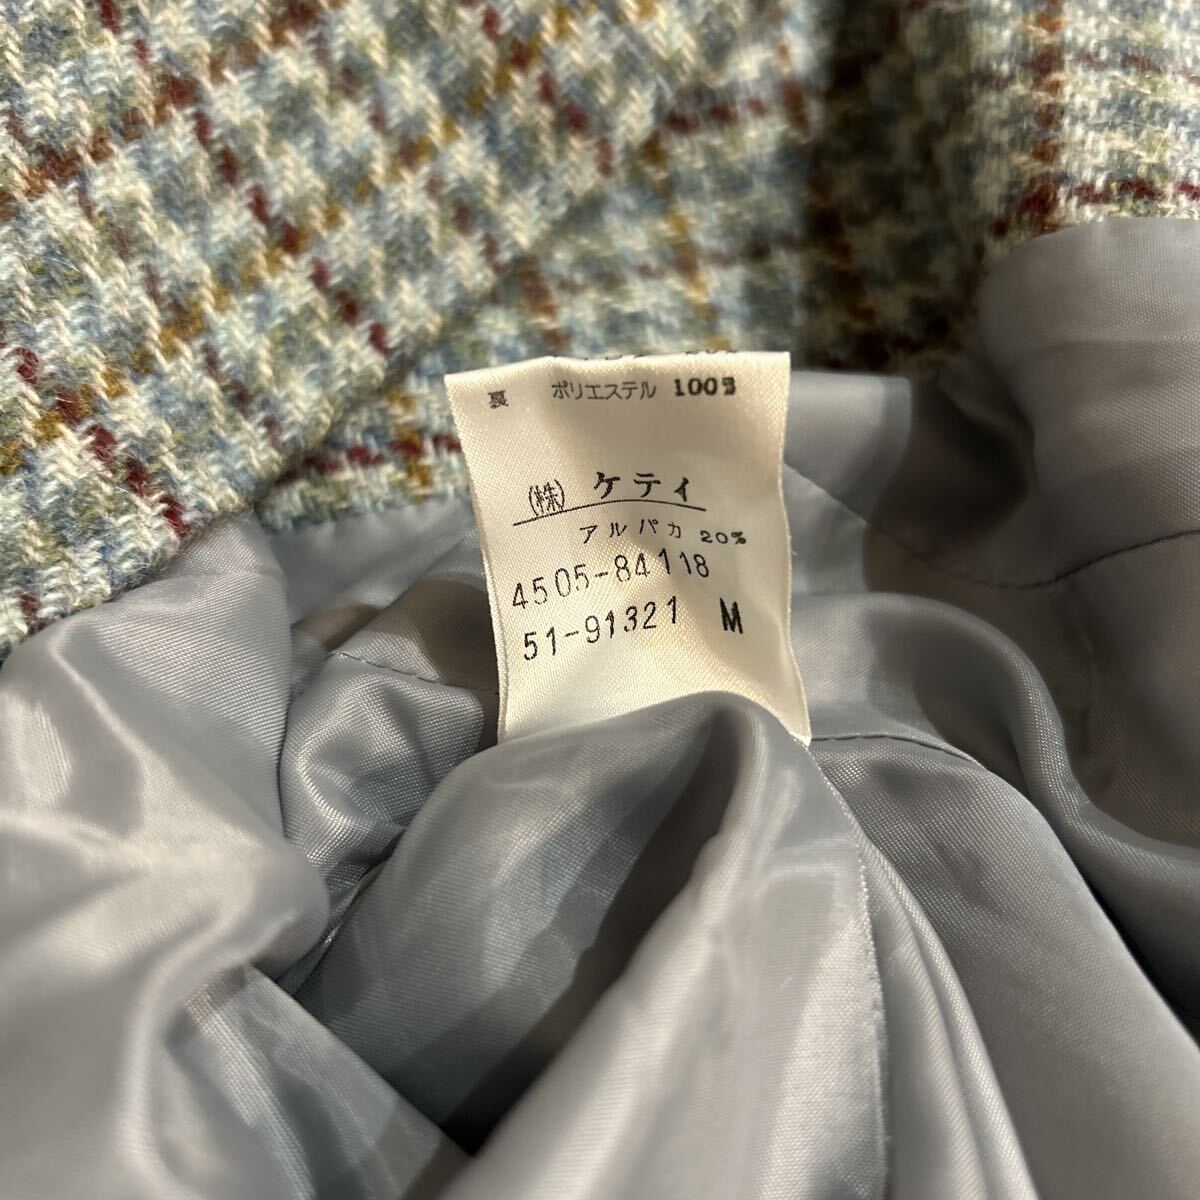 裏 ポリエステル 100%
(株) ケティ
アルパカ 20%
4505-84118
51-91321 M